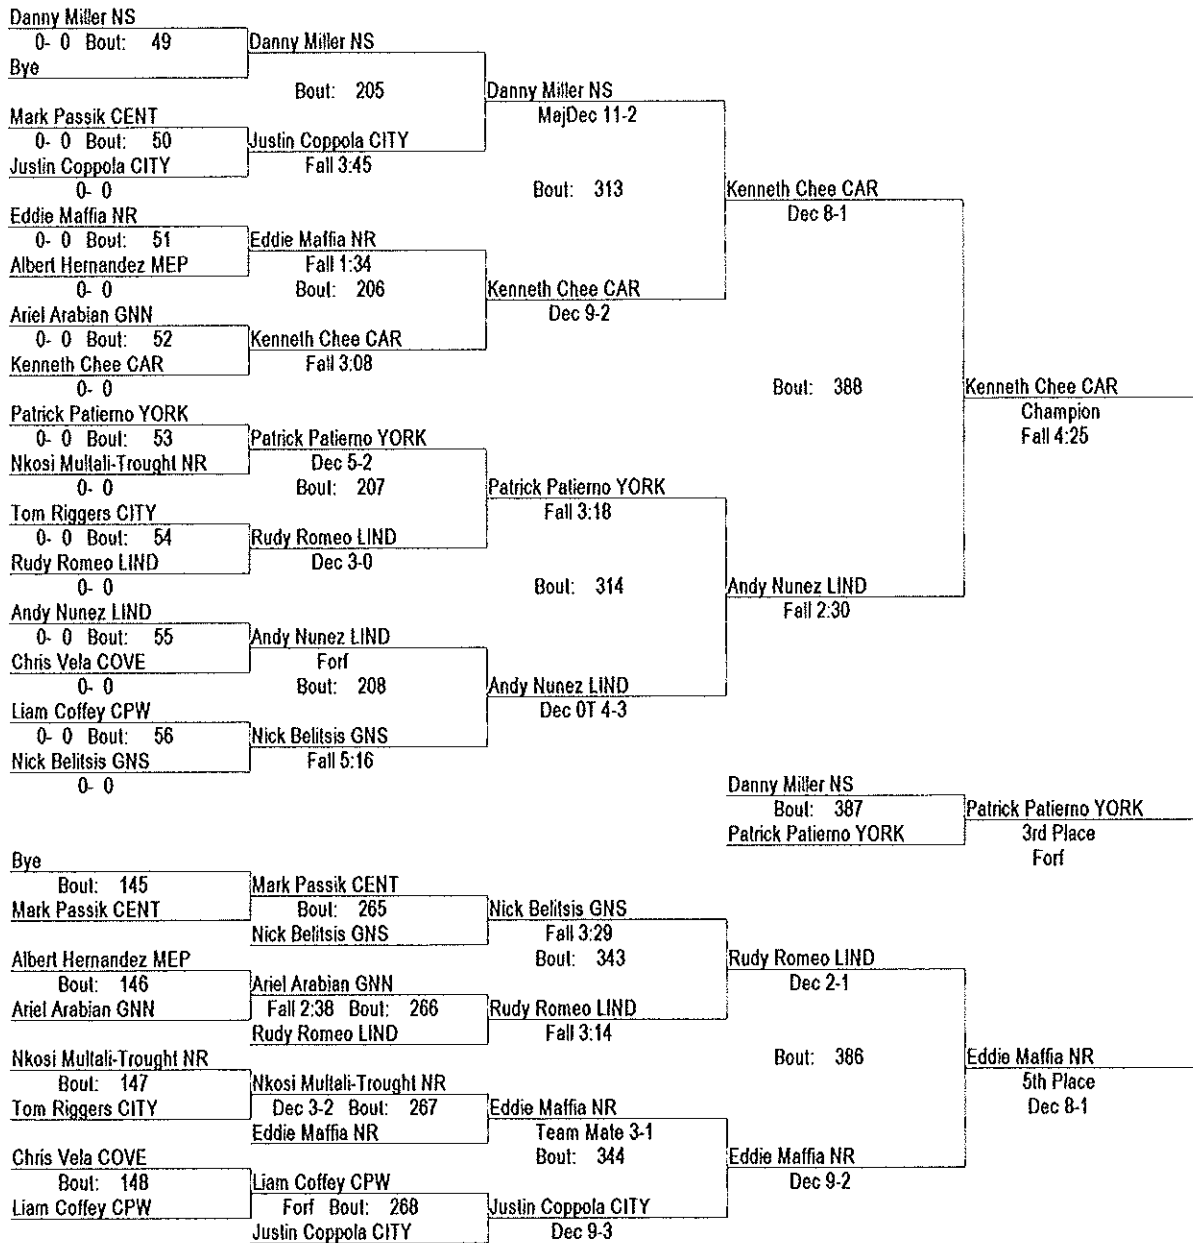 Danny Miller NS
0- 0 Bout: 49
Bye
Mark Passik CENT
0- 0 Bout: 50
Justin Coppola CITY
0- 0
Eddie Maffia NR
0- 0 Bout: 51
Albert Hernandez MEP
0- 0
Ariel Arabian GNN
0- 0 Bout: 52
Kenneth Chee CAR
0- 0
Patrick Patierno YORK
0- 0 Bout: 53
Nkosi Multali-Trought NR
0- 0
Tom Riggers CITY
0- 0 Bout: 54
Rudy Romeo LIND
0- 0
Andy Nunez LIND
0- 0 Bout: 55
Chris Vela COVE
0- 0
Liam Coffey CPW
0- 0 Bout: 56
Nick Belitsis GNS
0- 0
Danny Miller NS
Bout: 205
Justin Coppola CITY
Fall 3:45
Eddie Maffia NR
Fall 1:34
Bout: 206
Kenneth Chee CAR
Fall 3:08
Patrick Patierno YORK
Dec 5-2
Bout: 207
Rudy Romeo LIND
Dec 3-0
Andy Nunez LIND
Forf
Bout: 208
Nick Belitsis GNS
Fall 5:16
Danny Miller NS
MajDec 11-2
Bout: 313
Kenneth Chee CAR
Dec 9-2
Patrick Patierno YORK
Fall 3:18
Bout: 314
Andy Nunez LIND
Dec OT 4-3
Kenneth Chee CAR
Dec 8-1
Bout: 388
Andy Nunez LIND
Fall 2:30
Kenneth Chee CAR
Champion
Fall 4:25
Danny Miller NS
Bout: 387
Patrick Patierno YORK
Patrick Patierno YORK
3rd Place
Forf
Bye
Bout: 145
Mark Passik CENT
Albert Hernandez MEP
Bout: 146
Ariel Arabian GNN
Nkosi Multali-Trought NR
Bout: 147
Tom Riggers CITY
Chris Vela COVE
Bout: 148
Liam Coffey CPW
Mark Passik CENT
Bout: 265
Nick Belitsis GNS
Ariel Arabian GNN
Fall 2:38 Bout: 266
Rudy Romeo LIND
Nkosi Multali-Trought NR
Dec 3-2 Bout: 267
Eddie Maffia NR
Liam Coffey CPW
Forf Bout: 268
Justin Coppola CITY
Nick Belitsis GNS
Fall 3:29
Bout: 343
Rudy Romeo LIND
Fall 3:14
Eddie Maffia NR
Team Mate 3-1
Bout: 344
Justin Coppola CITY
Dec 9-3
Rudy Romeo LIND
Dec 2-1
Bout: 386
Eddie Maffia NR
Dec 9-2
Eddie Maffia NR
5th Place
Dec 8-1